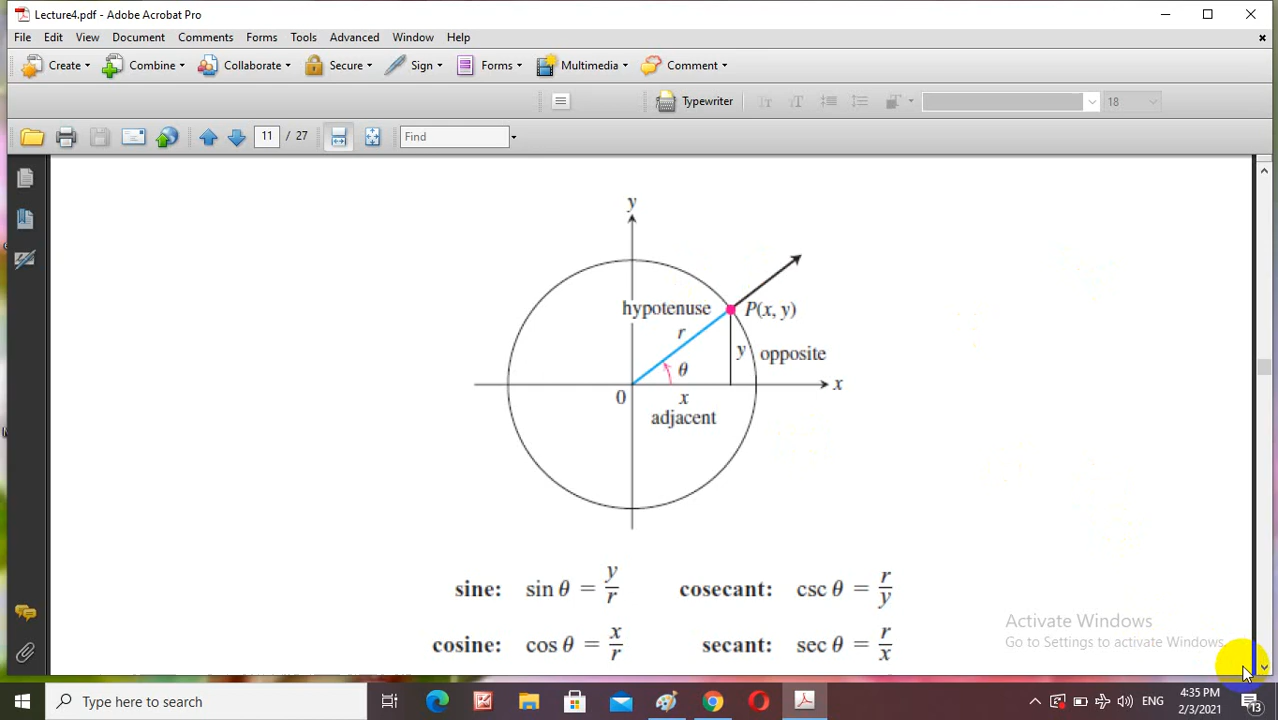 Lecture4.pdf - Adobe Acrobat Pro
File Edit View Document Comments Forms Tools Advanced Window Help
Create Combine Collaborate Secure Sign Forms Multimedia Comment
Typewriter 18
11 / 27 Find
y
hypotenuse P(x, y)
r
y opposite
θ
0 x x
adjacent
sine: sin θ = y/r cosecant: csc θ = r/y
cosine: cos θ = x/r secant: sec θ = r/x
Activate Windows
Go to Settings to activate Windows.
Type here to search
ENG
4:35 PM
2/3/2021
13